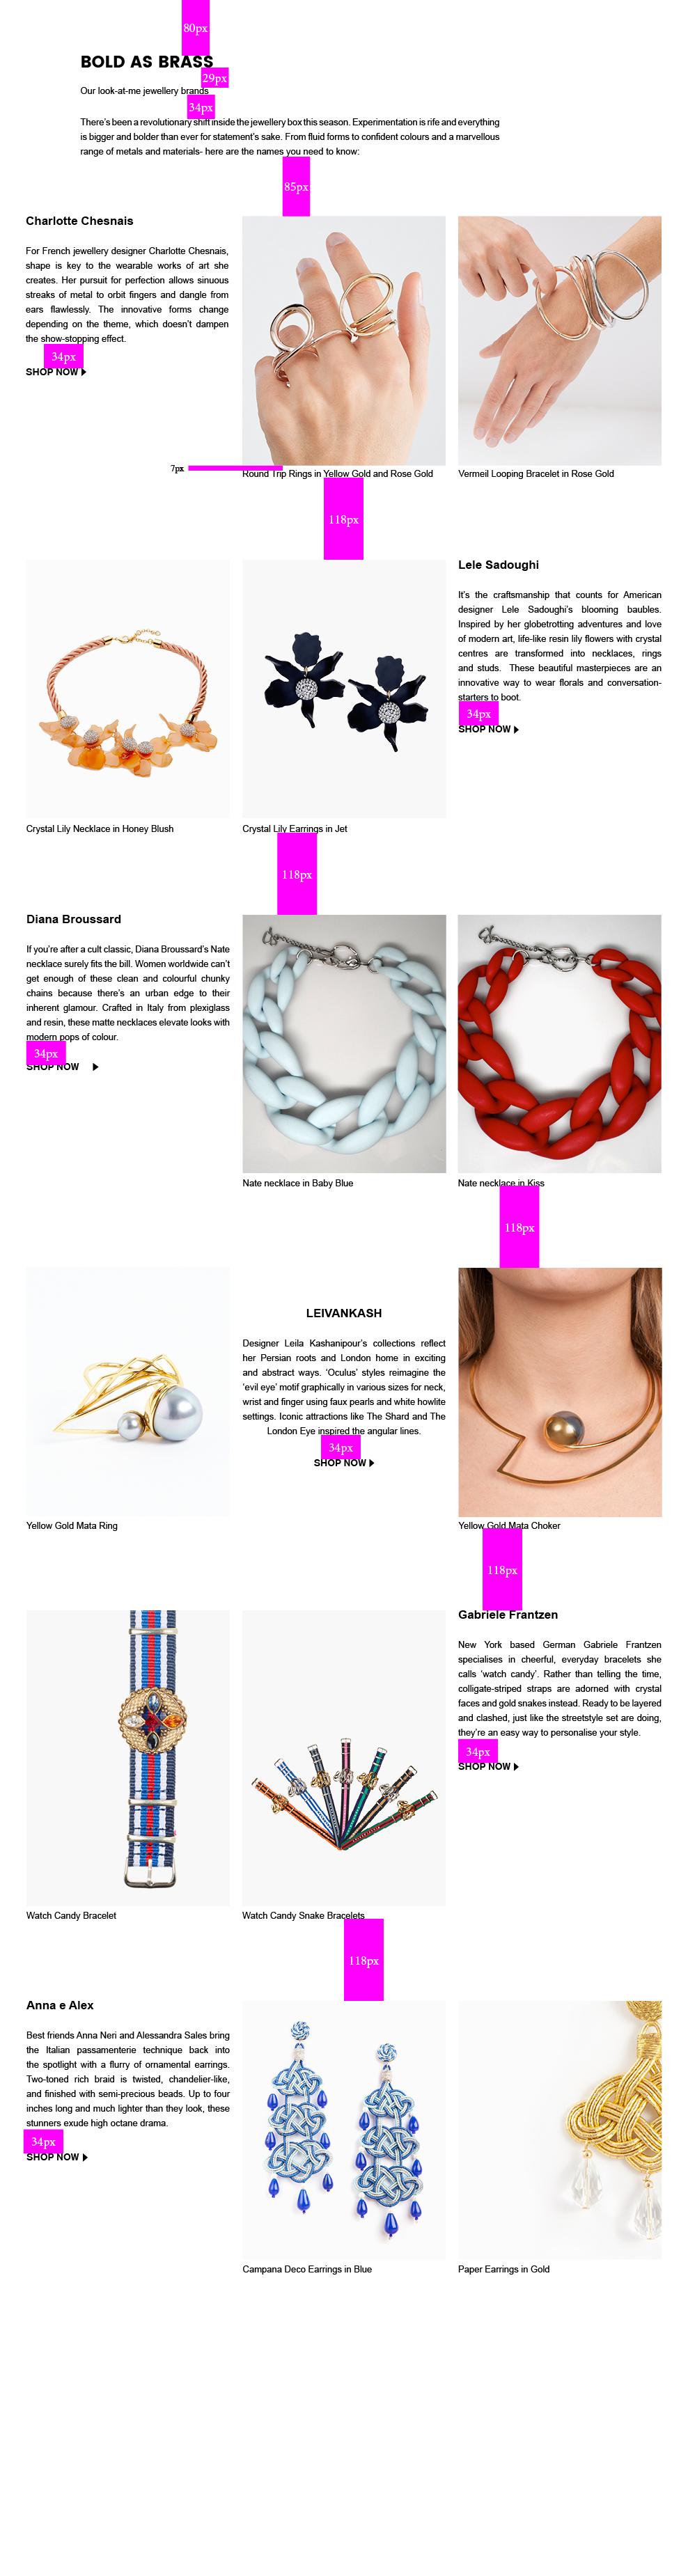 80px
BOLD AS BRASS
29px
Our look-at-me jewellery brands
34px
There's been a revolutionary shift inside the jewellery box this season. Experimentation is rife and everything
is bigger and bolder than ever for statement's sake. From fluid forms to confident colours and a marvellous
range of metals and materials- here are the names you need to know:
85px
Charlotte Chesnais
For French jewellery designer Charlotte Chesnais,
shape is key to the wearable works of art she
creates. Her pursuit for perfection allows sinuous
streaks of metal to orbit fingers and dangle from
ears flawlessly. The innovative forms change
depending on the theme, which doesn't dampen
the show-stopping effect.
34px
SHOP NOW
7px
Round Trip Rings in Yellow Gold and Rose Gold
Vermeil Looping Bracelet in Rose Gold
118px
Lele Sadoughi
It's the craftsmanship that counts for American
designer Lele Sadoughi's blooming baubles.
Inspired by her globetrotting adventures and love
of modern art, life-like resin lily flowers with crystal
centres are transformed into necklaces, rings
and studs. These beautiful masterpieces are an
innovative way to wear florals and conversation-
starters to boot.
34px
SHOP NOW
Crystal Lily Necklace in Honey Blush
Crystal Lily Earrings in Jet
118px
Diana Broussard
If you're after a cult classic, Diana Broussard's Nate
necklace surely fits the bill. Women worldwide can't
get enough of these clean and colourful chunky
chains because there's an urban edge to their
inherent glamour. Crafted in Italy from plexiglass
and resin, these matte necklaces elevate looks with
modern pops of colour.
34px
SHOP NOW
Nate necklace in Baby Blue
Nate necklace in Kiss
118px
LEIVANKASH
Designer Leila Kashanipour's collections reflect
her Persian roots and London home in exciting
and abstract ways. 'Oculus' styles reimagine the
'evil eye' motif graphically in various sizes for neck,
wrist and finger using faux pearls and white howlite
settings. Iconic attractions like The Shard and The
London Eye inspired the angular lines.
34px
SHOP NOW
Yellow Gold Mata Ring
Yellow Gold Mata Choker
118px
Gabriele Frantzen
New York based German Gabriele Frantzen
specialises in cheerful, everyday bracelets she
calls 'watch candy'. Rather than telling the time,
colligate-striped straps are adorned with crystal
faces and gold snakes instead. Ready to be layered
and clashed, just like the streetstyle set are doing,
they're an easy way to personalise your style.
34px
SHOP NOW
Watch Candy Bracelet
Watch Candy Snake Bracelets
118px
Anna e Alex
Best friends Anna Neri and Alessandra Sales bring
the Italian passamenterie technique back into
the spotlight with a flurry of ornamental earrings.
Two-toned rich braid is twisted, chandelier-like,
and finished with semi-precious beads. Up to four
inches long and much lighter than they look, these
stunners exude high octane drama.
34px
SHOP NOW
Campana Deco Earrings in Blue
Paper Earrings in Gold